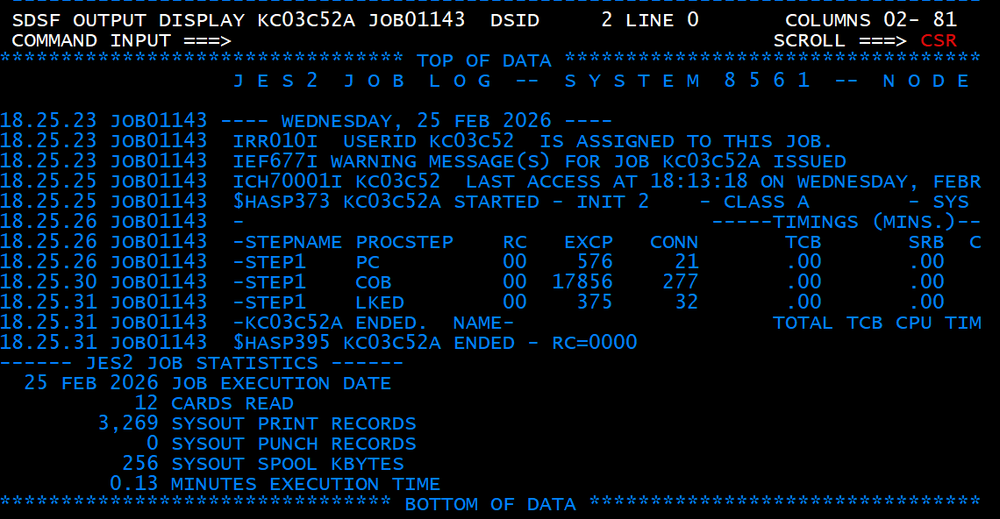 SDSF OUTPUT DISPLAY KC03C52A JOB01143  DSID     2 LINE 0       COLUMNS 02- 81
COMMAND INPUT ===>                                            SCROLL ===> CSR
********************************* TOP OF DATA **********************************
                   J E S 2  J O B  L O G  --  S Y S T E M  8 5 6 1  --  N O D E

18.25.23 JOB01143 ---- WEDNESDAY, 25 FEB 2026 ----
18.25.23 JOB01143  IRR010I  USERID KC03C52  IS ASSIGNED TO THIS JOB.
18.25.23 JOB01143  IEF677I WARNING MESSAGE(S) FOR JOB KC03C52A ISSUED
18.25.25 JOB01143  ICH70001I KC03C52  LAST ACCESS AT 18:13:18 ON WEDNESDAY, FEBR
18.25.25 JOB01143  $HASP373 KC03C52A STARTED - INIT 2    - CLASS A        - SYS
18.25.26 JOB01143  -                                      -----TIMINGS (MINS.)--
18.25.26 JOB01143  -STEPNAME PROCSTEP    RC   EXCP   CONN       TCB       SRB  C
18.25.26 JOB01143  -STEP1    PC          00    576     21       .00       .00
18.25.30 JOB01143  -STEP1    COB         00  17856    277       .00       .00
18.25.31 JOB01143  -STEP1    LKED        00    375     32       .00       .00
18.25.31 JOB01143  -KC03C52A ENDED.  NAME-                     TOTAL TCB CPU TIM
18.25.31 JOB01143  $HASP395 KC03C52A ENDED - RC=0000
------ JES2 JOB STATISTICS ------
  25 FEB 2026 JOB EXECUTION DATE
           12 CARDS READ
        3,269 SYSOUT PRINT RECORDS
            0 SYSOUT PUNCH RECORDS
          256 SYSOUT SPOOL KBYTES
         0.13 MINUTES EXECUTION TIME
******************************** BOTTOM OF DATA ********************************